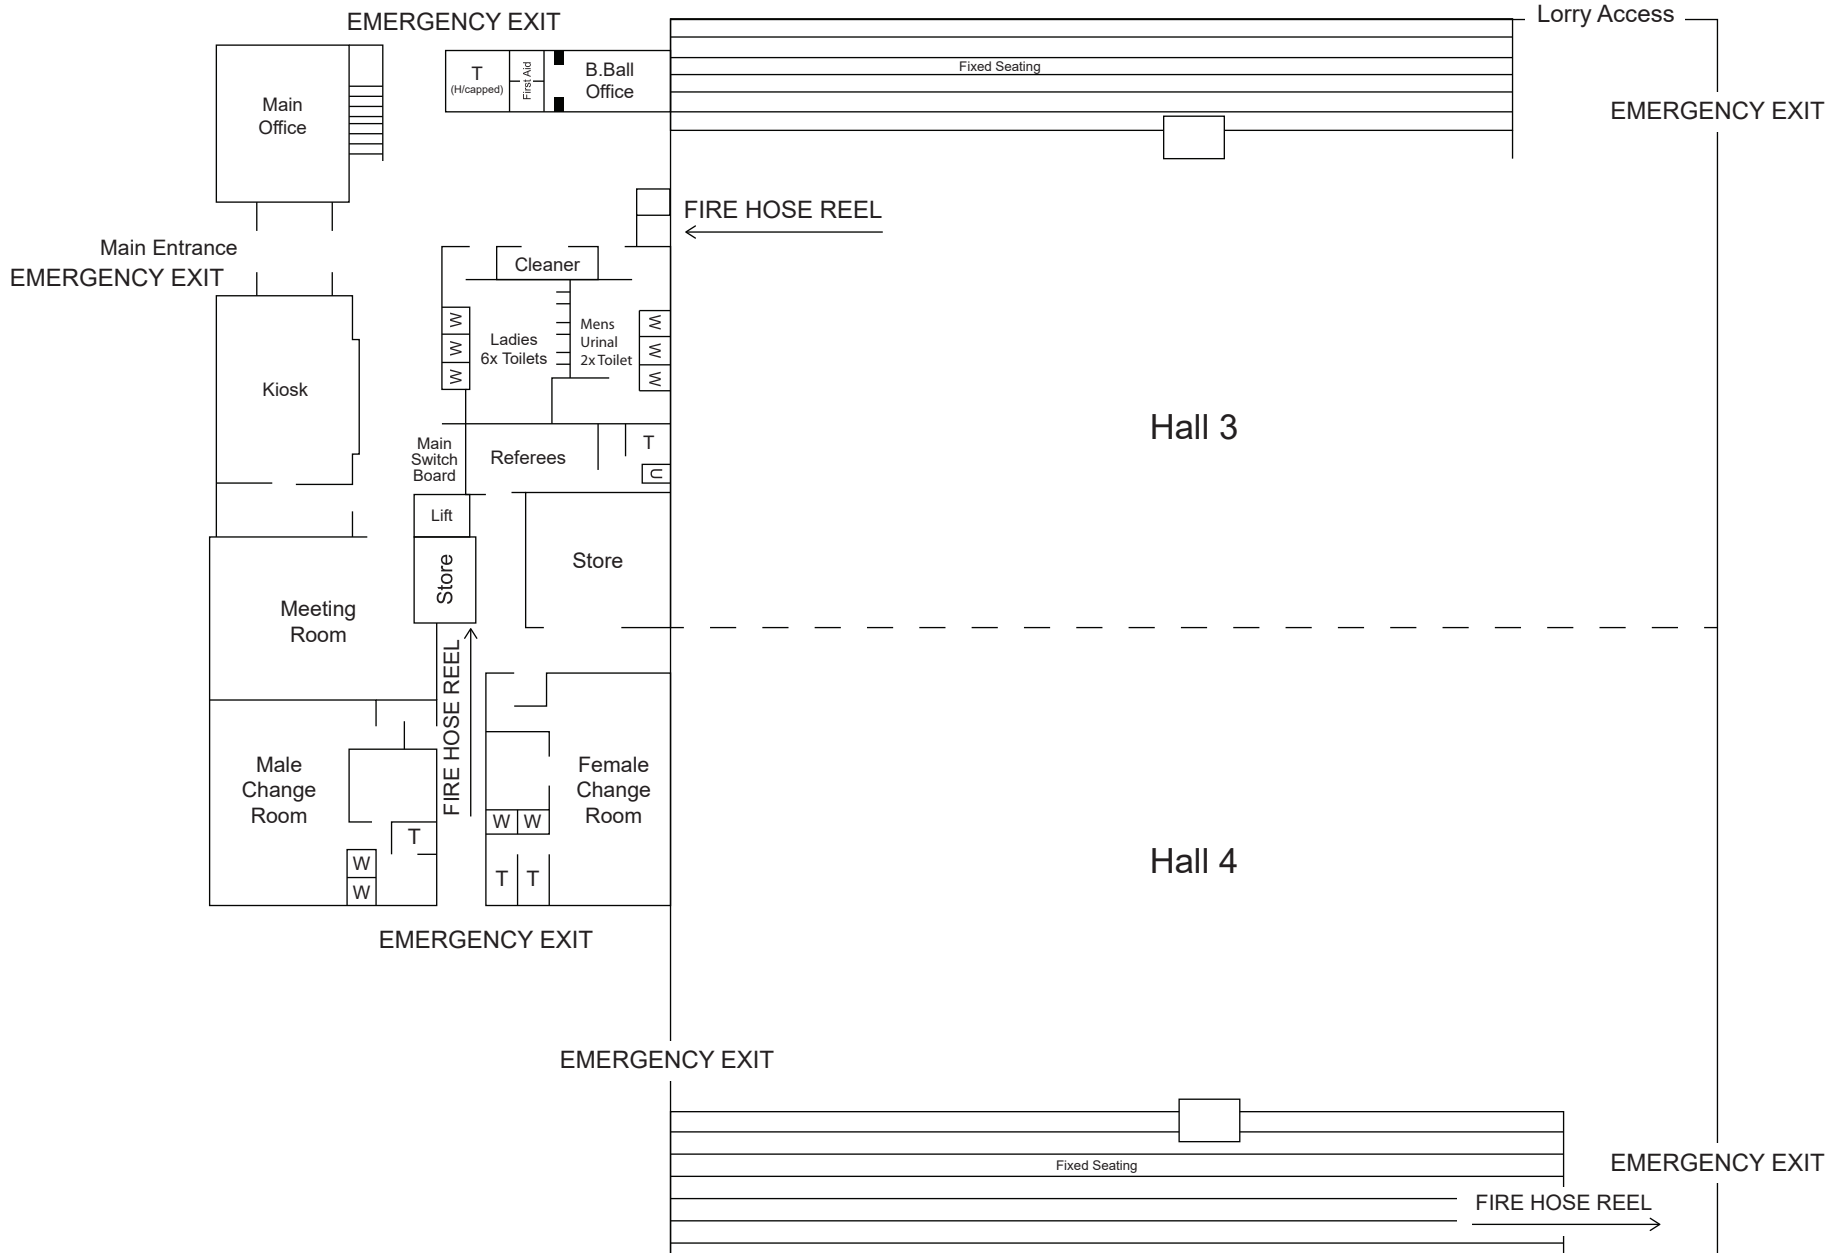 EMERGENCY EXIT
Lorry Access
T
(H/capped)
First Aid
B.Ball
Office
Fixed Seating
Main
Office
EMERGENCY EXIT
FIRE HOSE REEL
Main Entrance
EMERGENCY EXIT
Cleaner
W
W
W
Ladies
6x Toilets
Mens
Urinal
2x Toilet
W
W
W
Kiosk
Hall 3
Main
Switch
Board
Referees
T
U
Lift
Store
Store
Meeting
Room
FIRE HOSE REEL
Male
Change
Room
T
W
W
W W
T T
Female
Change
Room
Hall 4
EMERGENCY EXIT
EMERGENCY EXIT
Fixed Seating
EMERGENCY EXIT
FIRE HOSE REEL